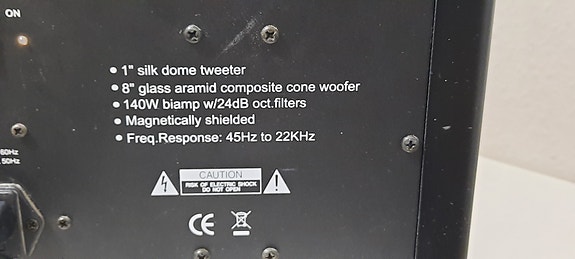 ON
• 1" silk dome tweeter
• 8" glass aramid composite cone woofer
• 140W biamp w/24dB oct.filters
• Magnetically shielded
• Freq.Response: 45Hz to 22KHz
60Hz
50Hz
CAUTION
RISK OF ELECTRIC SHOCK
DO NOT OPEN
CE